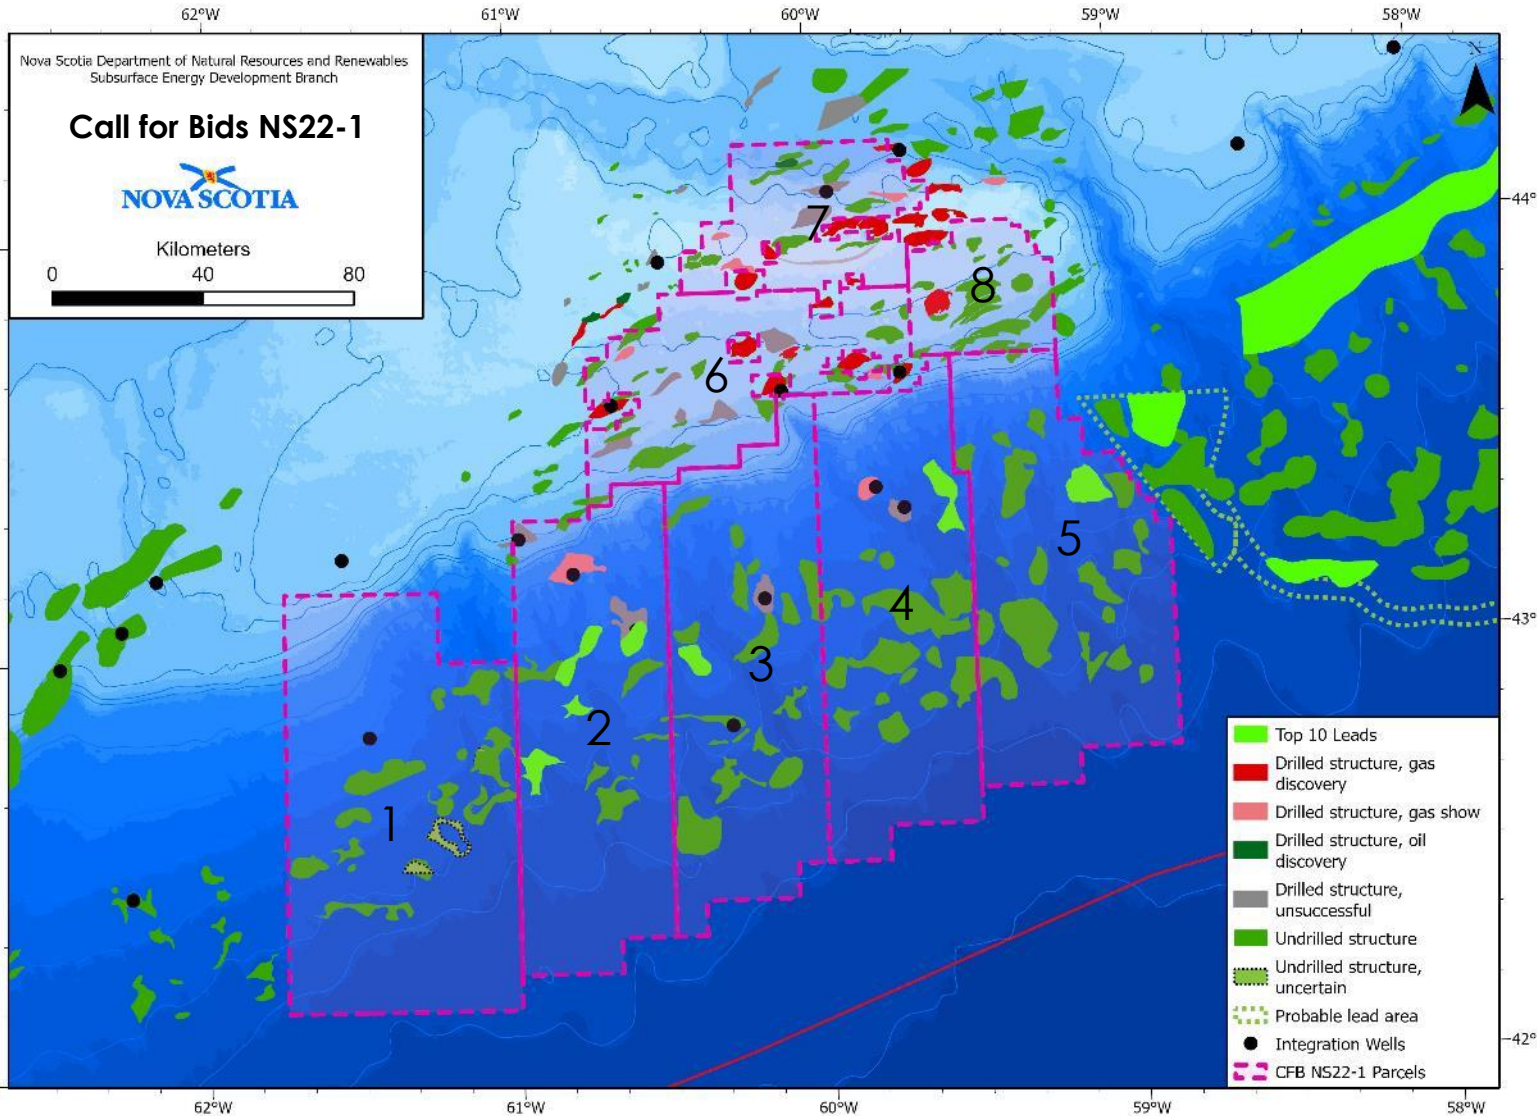 62°W
61°W
60°W
59°W
58°W
Nova Scotia Department of Natural Resources and Renewables
Subsurface Energy Development Branch
Call for Bids NS22-1
NOVA SCOTIA
Kilometers
0
40
80
N
44°
7
8
6
5
4
43°
3
2
1
Top 10 Leads
Drilled structure, gas
discovery
Drilled structure, gas show
Drilled structure, oil
discovery
Drilled structure,
unsuccessful
Undrilled structure
Undrilled structure,
uncertain
Probable lead area
Integration Wells
CFB NS22-1 Parcels
42°
62°W
61°W
60°W
59°W
58°W